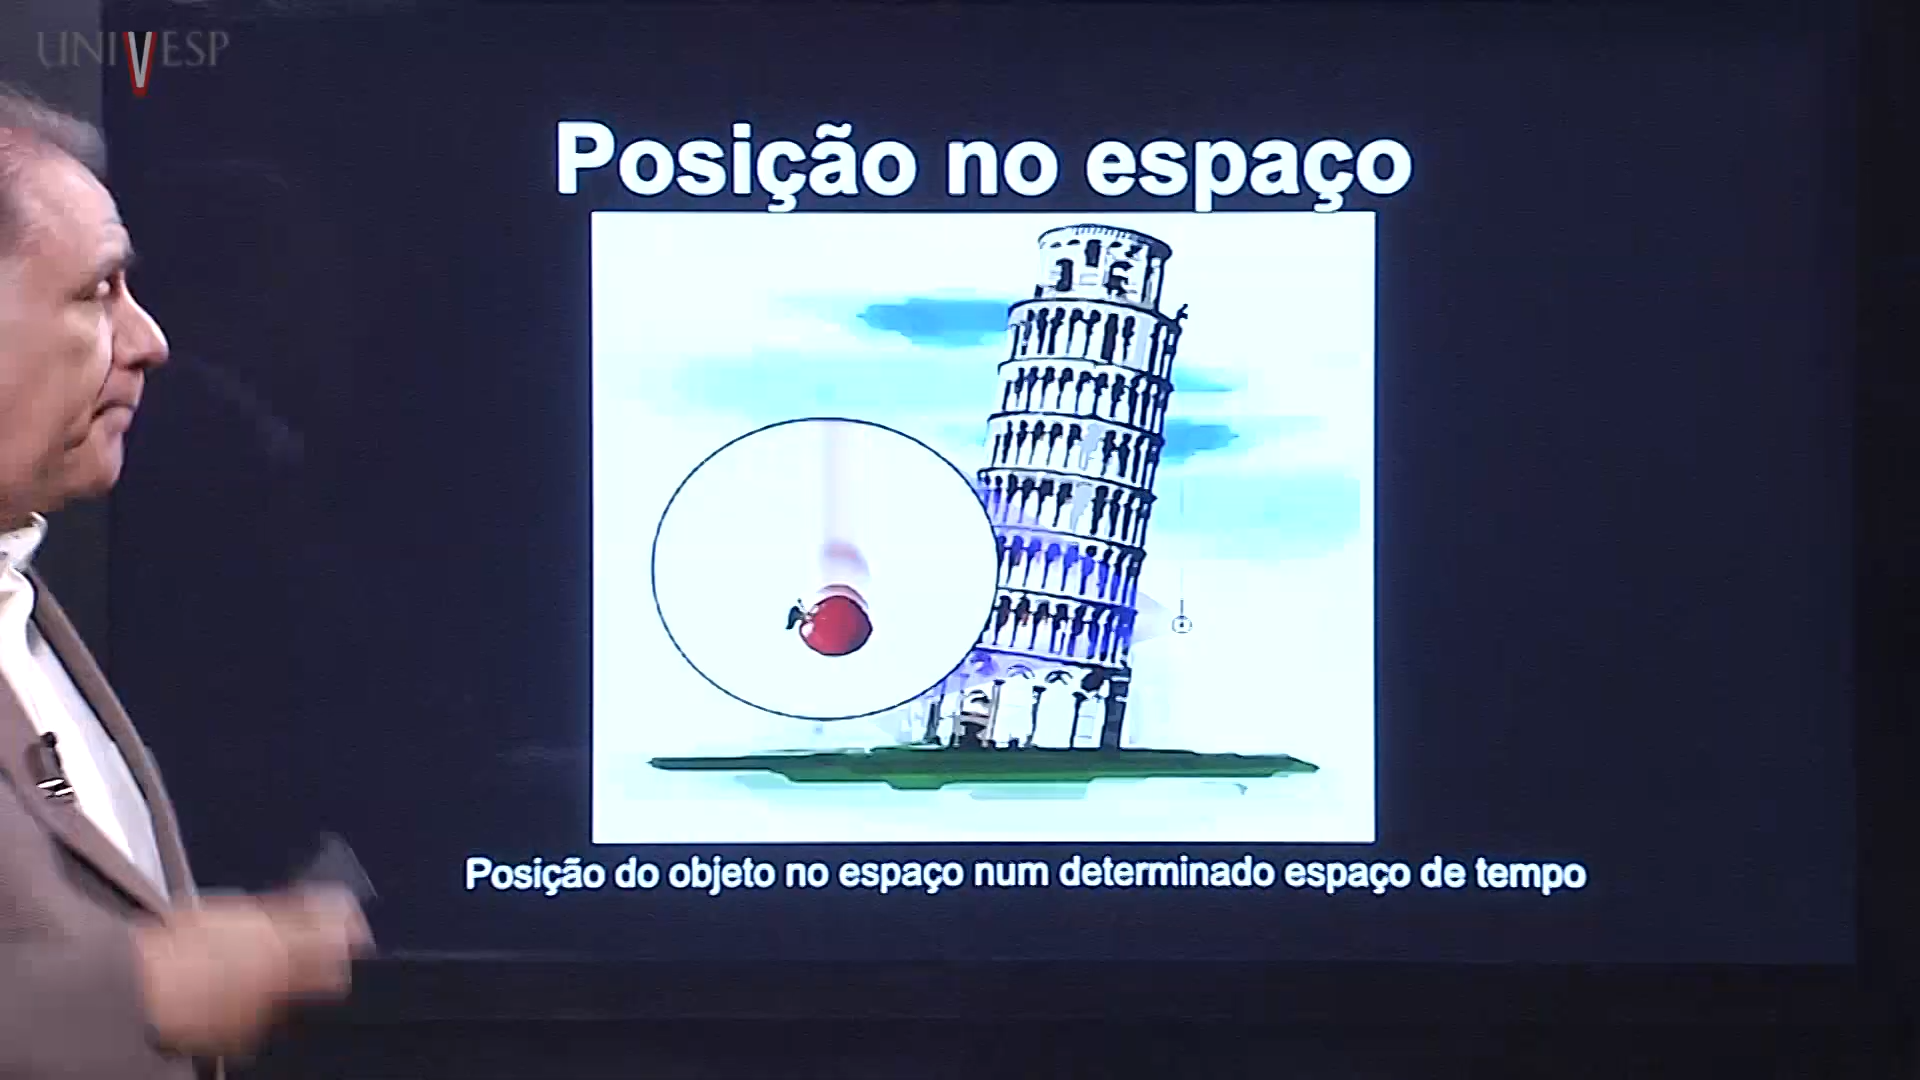 UNIVESP
Posição no espaço
Posição do objeto no espaço num determinado espaço de tempo